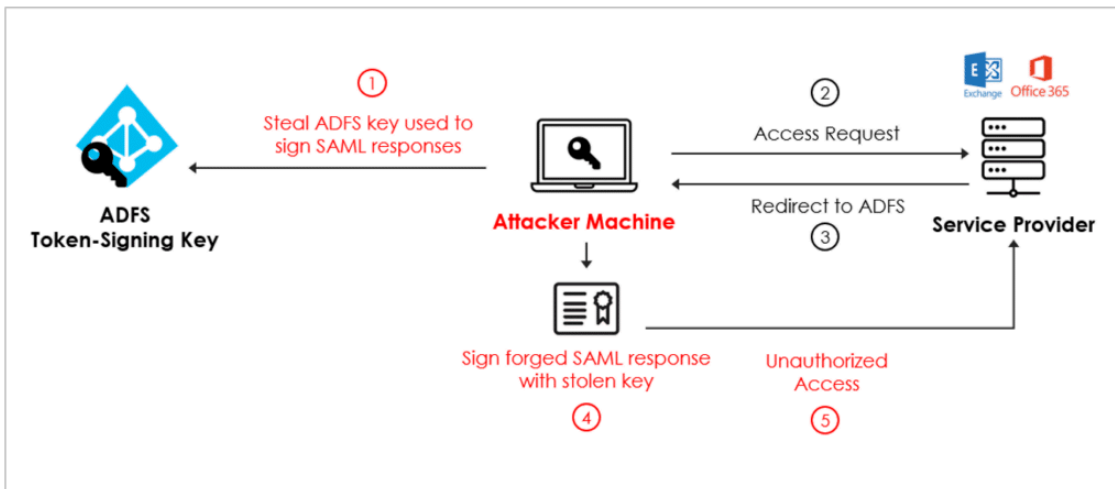 1
Steal ADFS key used to
sign SAML responses
ADFS
Token-Signing Key
Attacker Machine
2
Access Request
Redirect to ADFS
3
E
Exchange
Office 365
Service Provider
Sign forged SAML response
with stolen key
4
Unauthorized
Access
5